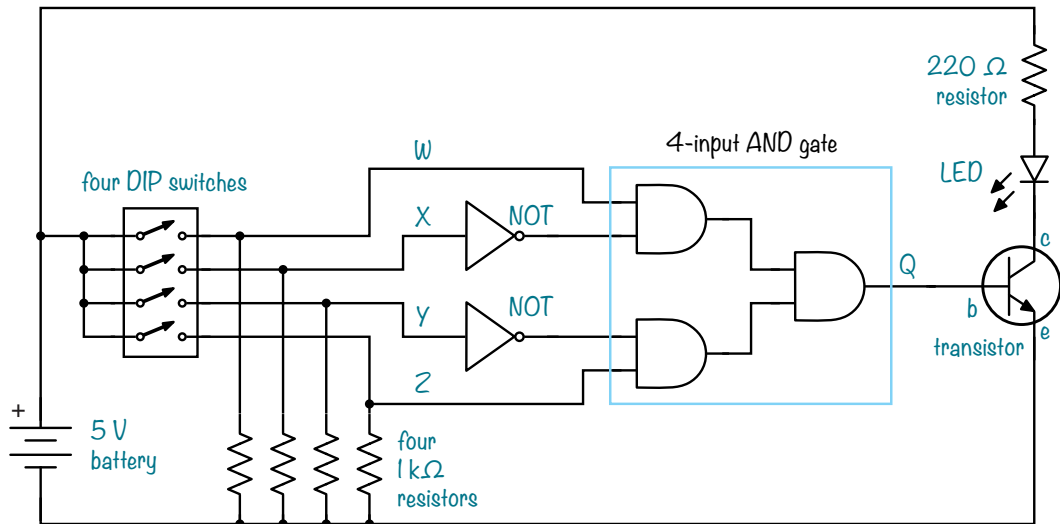 220 Ω
resistor
4-input AND gate
W
LED
four DIP switches
X
NOT
c
Q
Y
NOT
b
e
transistor
Z
+
5 V
battery
four
1 kΩ
resistors